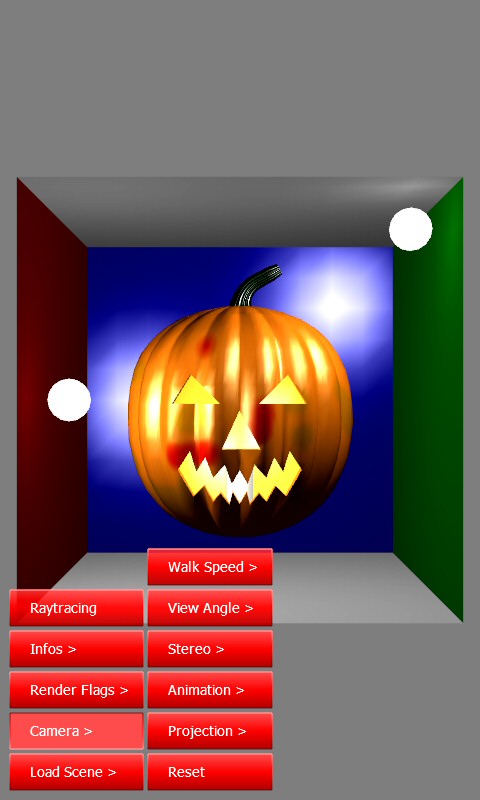 Walk Speed >
Raytracing
View Angle >
Infos >
Stereo >
Render Flags >
Animation >
Camera >
Projection >
Load Scene >
Reset